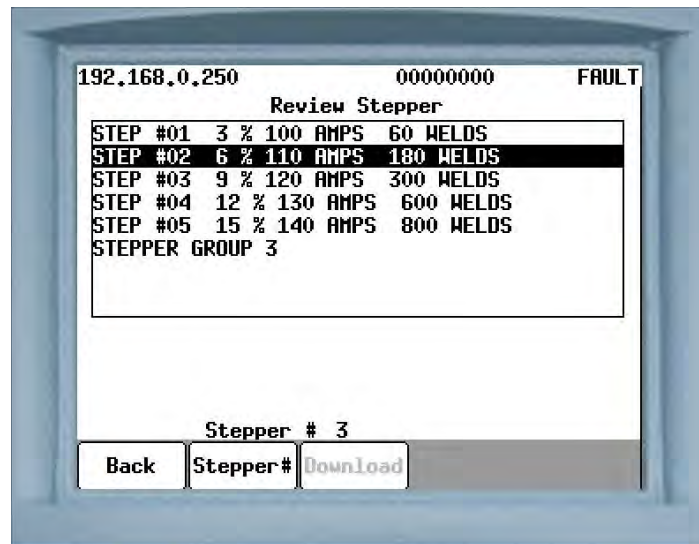 192.168.0.250 00000000 FAULT
Review Stepper
STEP #01 3 % 100 AMPS 60 WELDS
STEP #02 6 % 110 AMPS 180 WELDS
STEP #03 9 % 120 AMPS 300 WELDS
STEP #04 12 % 130 AMPS 600 WELDS
STEP #05 15 % 140 AMPS 800 WELDS
STEPPER GROUP 3
Stepper # 3
Back Stepper# Download